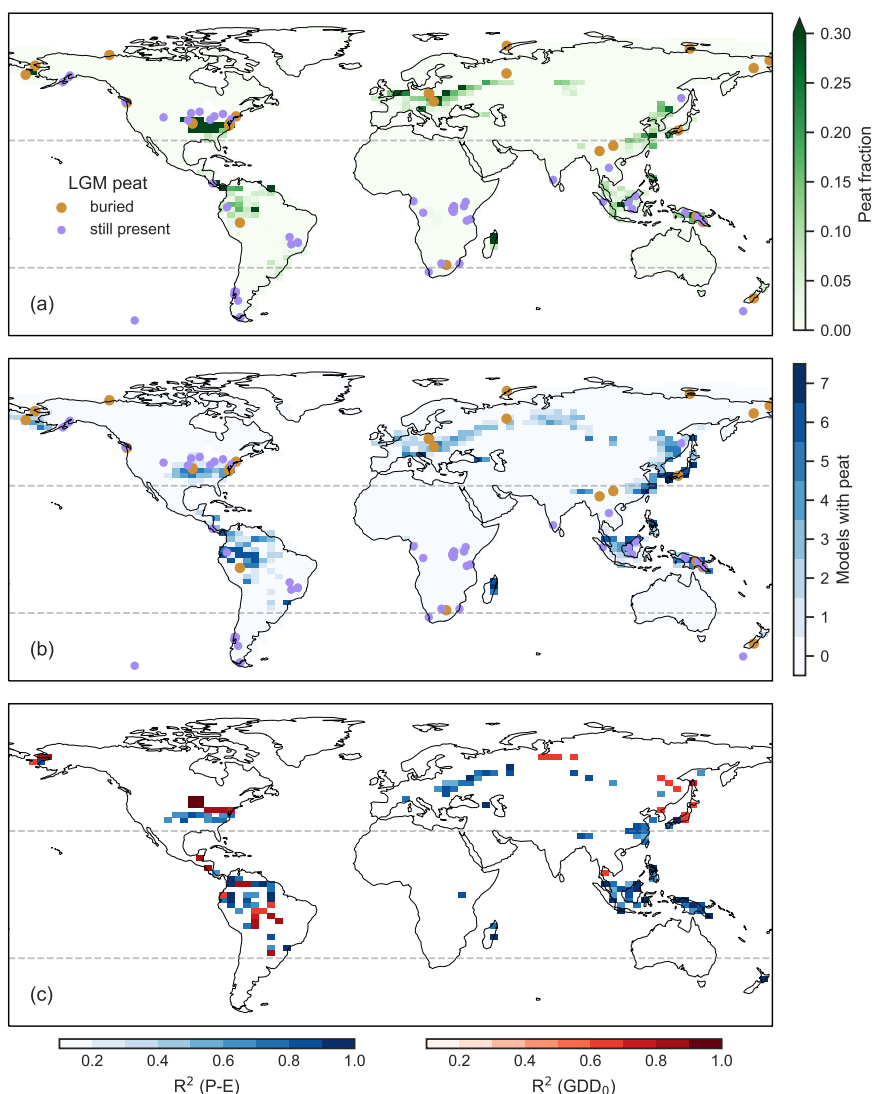 LGM peat
buried
still present
(a)
0.30
0.25
0.20
0.15
0.10
0.05
0.00
Peat fraction
(b)
7
6
5
4
3
2
1
0
Models with peat
(c)
0.2 0.4 0.6 0.8 1.0
R² (P-E)
0.2 0.4 0.6 0.8 1.0
R² (GDD₀)